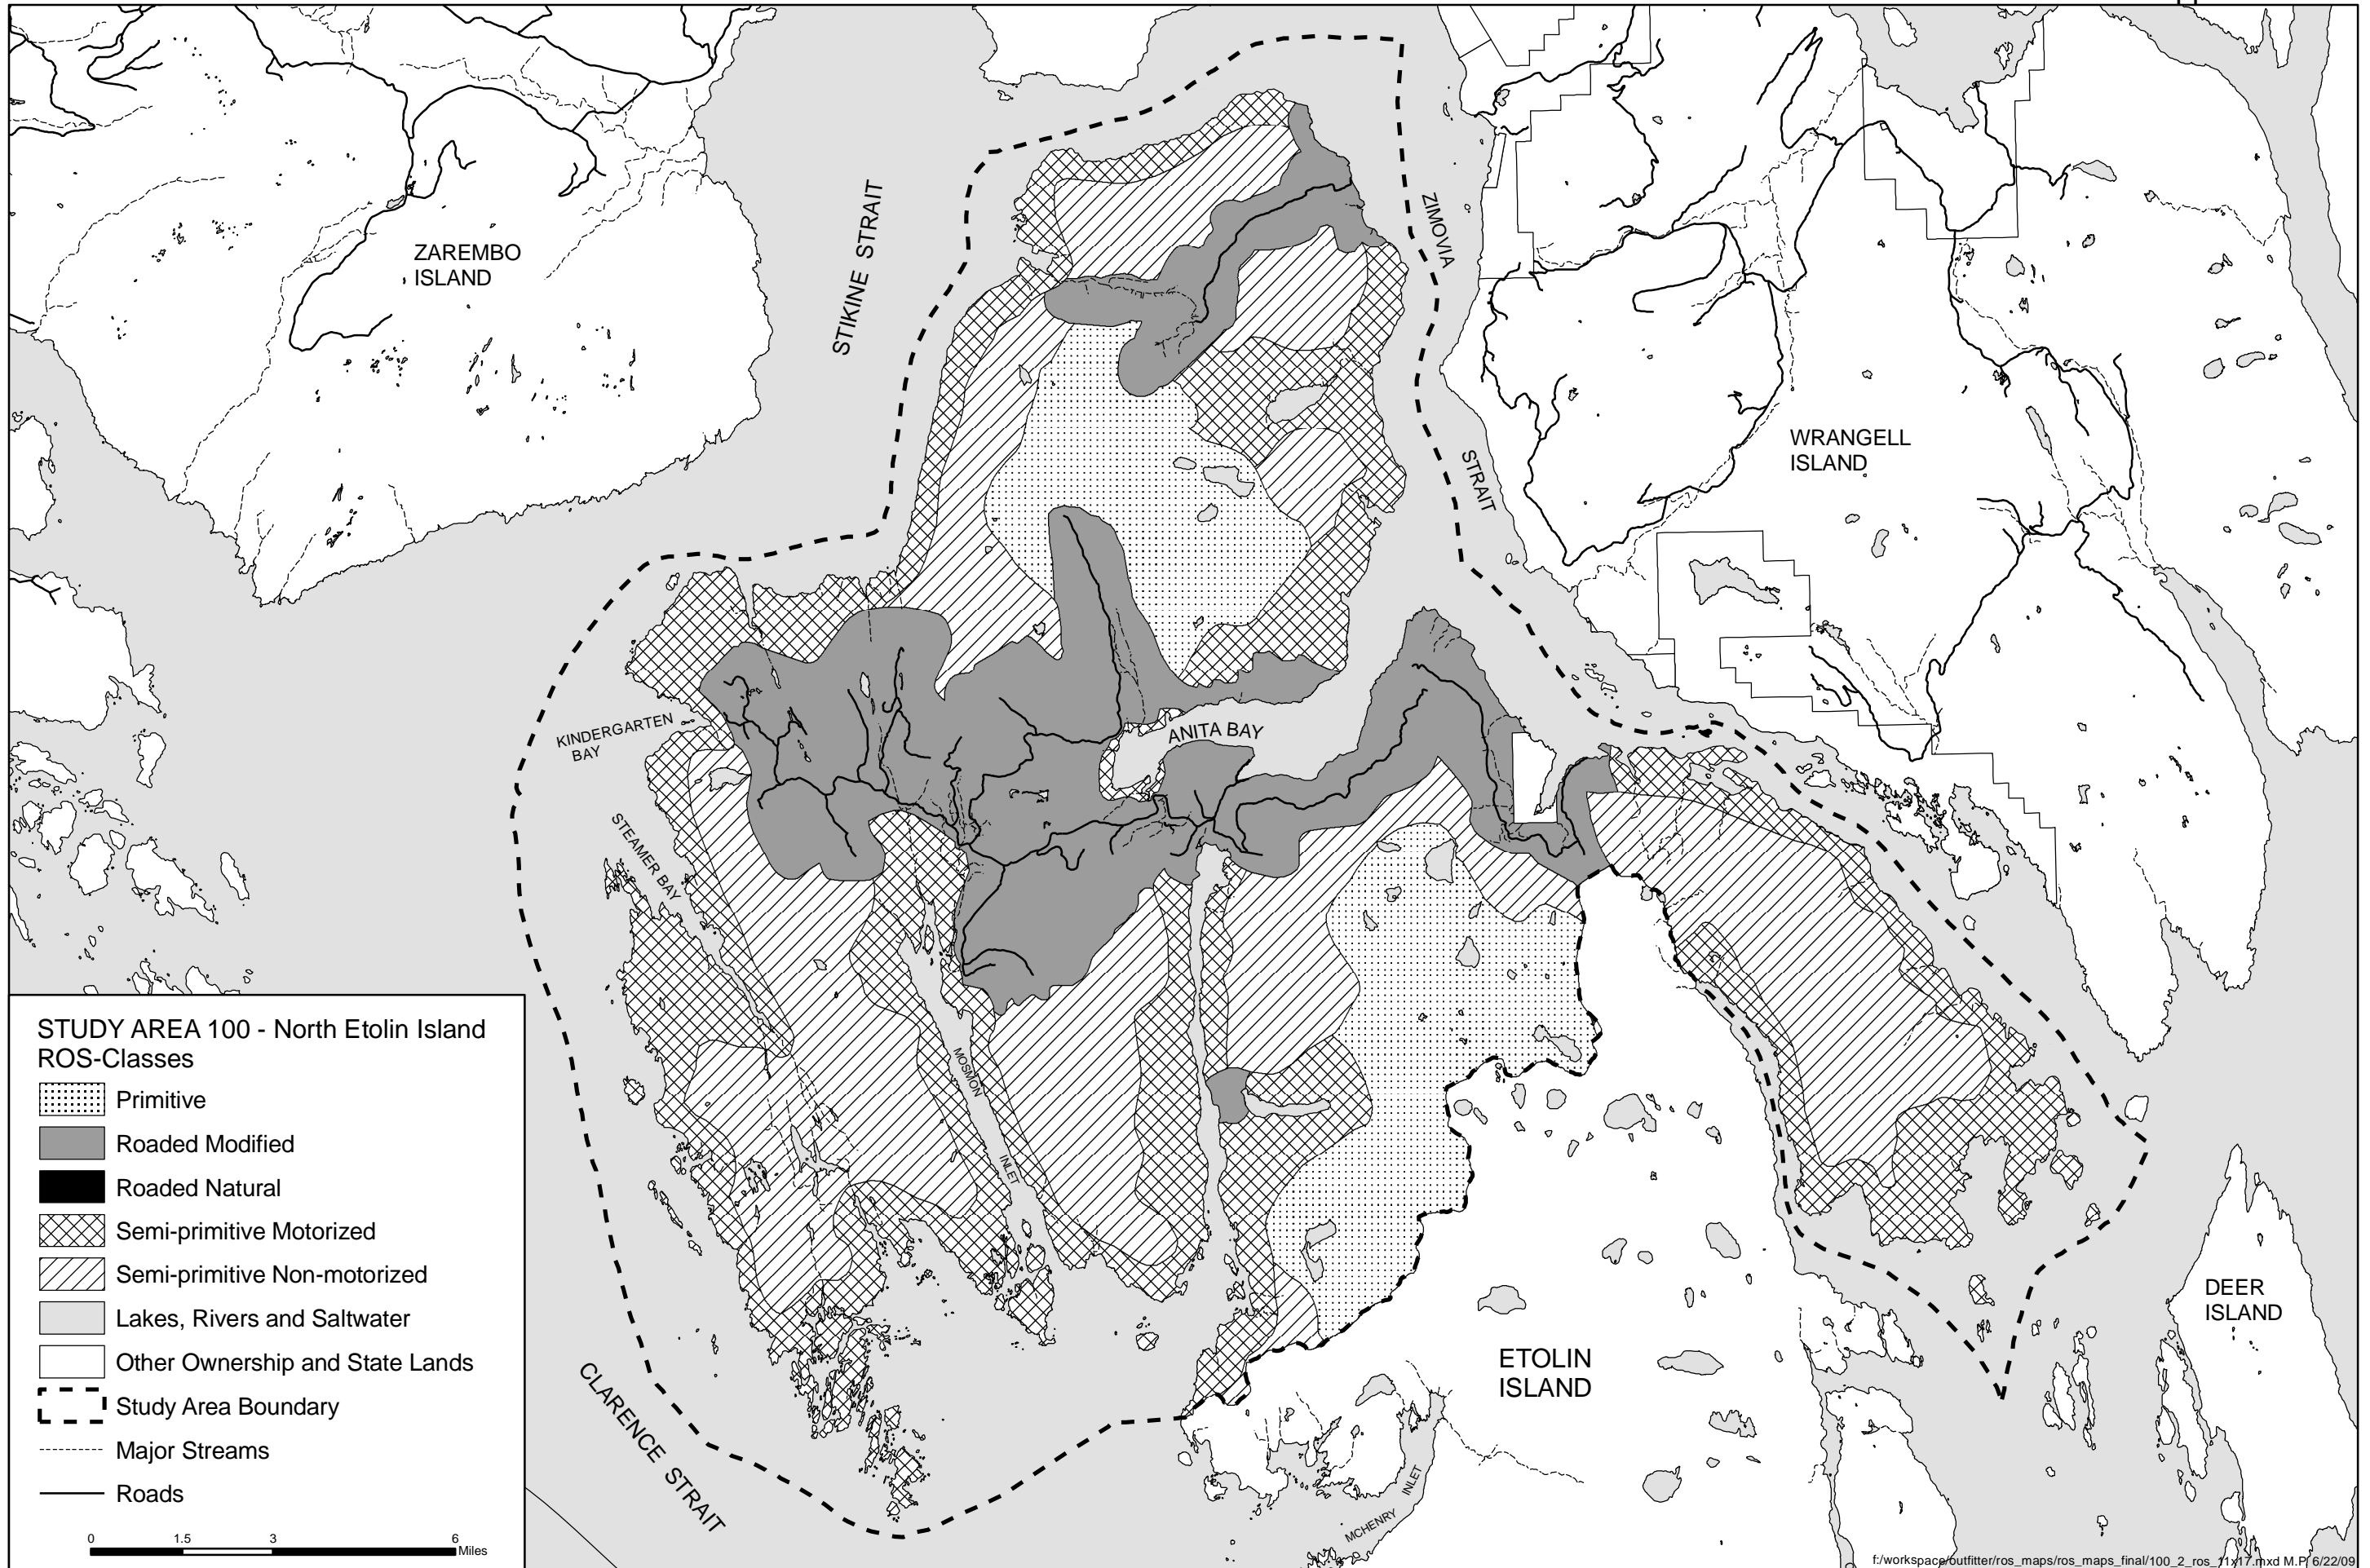 ZAREMBO
ISLAND
STIKINE STRAIT
ZIMOVIA
STRAIT
WRANGELL
ISLAND
KINDERGARTEN
BAY
ANITA BAY
STEAMER BAY
MOSMON
INLET
CLARENCE STRAIT
ETOLIN
ISLAND
DEER
ISLAND
MCHENRY
INLET
STUDY AREA 100 - North Etolin Island
ROS-Classes
Primitive
Roaded Modified
Roaded Natural
Semi-primitive Motorized
Semi-primitive Non-motorized
Lakes, Rivers and Saltwater
Other Ownership and State Lands
Study Area Boundary
Major Streams
Roads
0 1.5 3 6
Miles
f:/workspace/outfitter/ros_maps/ros_maps_final/100_2_ros_11x17.mxd M.P. 6/22/09